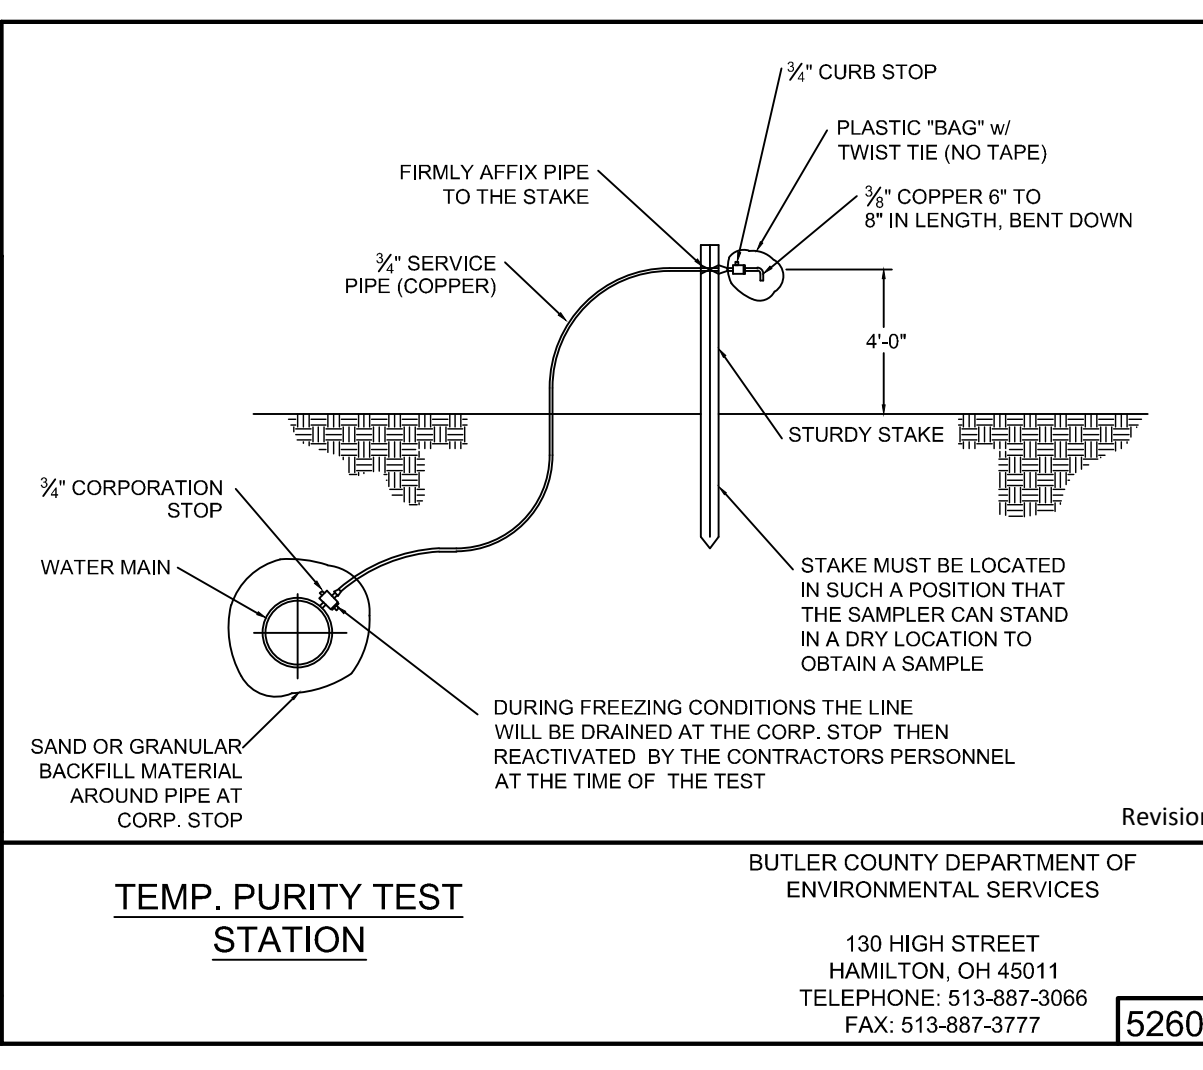 ¾" CURB STOP
PLASTIC "BAG" w/
TWIST TIE (NO TAPE)
FIRMLY AFFIX PIPE
TO THE STAKE
⅜" COPPER 6" TO
8" IN LENGTH, BENT DOWN
¾" SERVICE
PIPE (COPPER)
4'-0"
STURDY STAKE
¾" CORPORATION
STOP
WATER MAIN
STAKE MUST BE LOCATED
IN SUCH A POSITION THAT
THE SAMPLER CAN STAND
IN A DRY LOCATION TO
OBTAIN A SAMPLE
DURING FREEZING CONDITIONS THE LINE
WILL BE DRAINED AT THE CORP. STOP THEN
REACTIVATED BY THE CONTRACTORS PERSONNEL
AT THE TIME OF THE TEST
SAND OR GRANULAR
BACKFILL MATERIAL
AROUND PIPE AT
CORP. STOP
Revision
TEMP. PURITY TEST
STATION
BUTLER COUNTY DEPARTMENT OF
ENVIRONMENTAL SERVICES
130 HIGH STREET
HAMILTON, OH 45011
TELEPHONE: 513-887-3066
FAX: 513-887-3777
5260